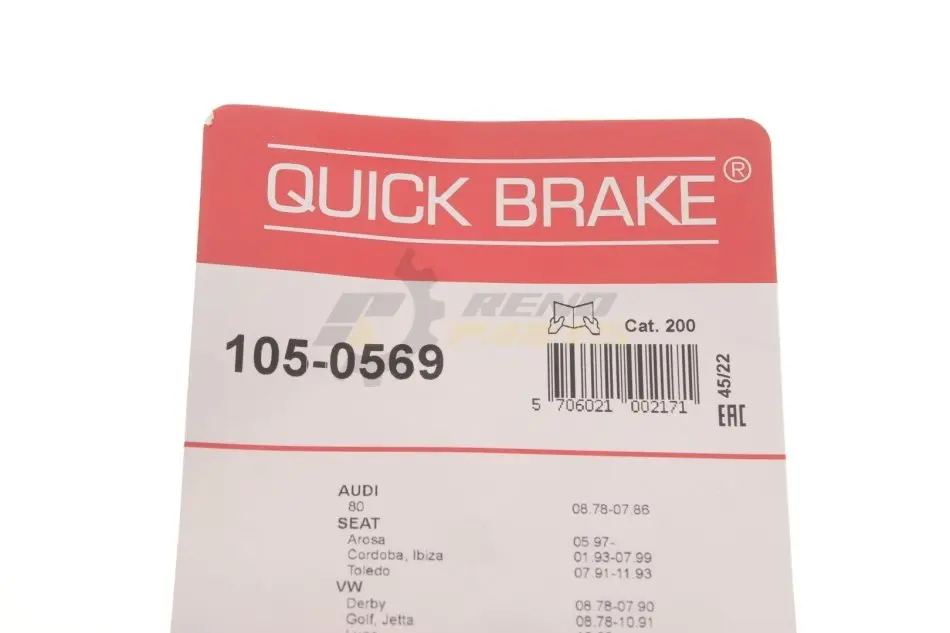 QUICK BRAKE®
RENO
PARTS
Cat. 200
105-0569
45/22
EAC
5 706021 002171
AUDI
80 08.78-07.86
SEAT
Arosa 05.97-
Cordoba, Ibiza 01.93-07.99
Toledo 07.91-11.93
VW
Derby 08.78-07.90
Golf, Jetta 08.78-10.91